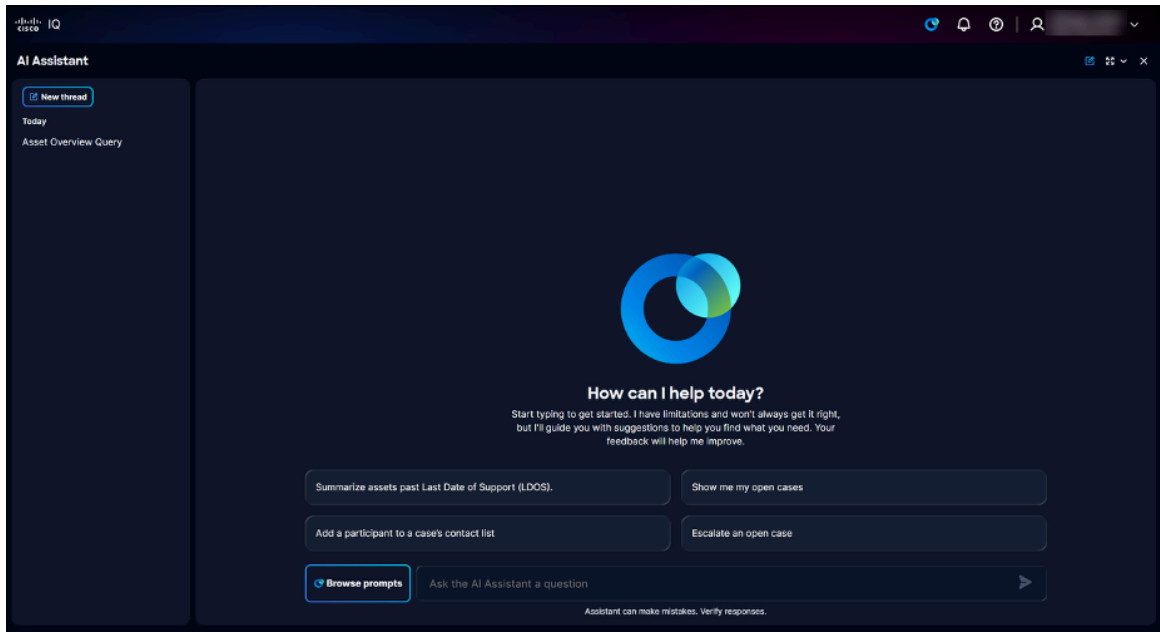 cisco IQ
AI Assistant
New thread
Today
Asset Overview Query
How can I help today?
Start typing to get started. I have limitations and won't always get it right,
but I'll guide you with suggestions to help you find what you need. Your
feedback will help me improve.
Summarize assets past Last Date of Support (LDOS).
Show me my open cases
Add a participant to a case's contact list
Escalate an open case
Browse prompts
Ask the AI Assistant a question
Assistant can make mistakes. Verify responses.